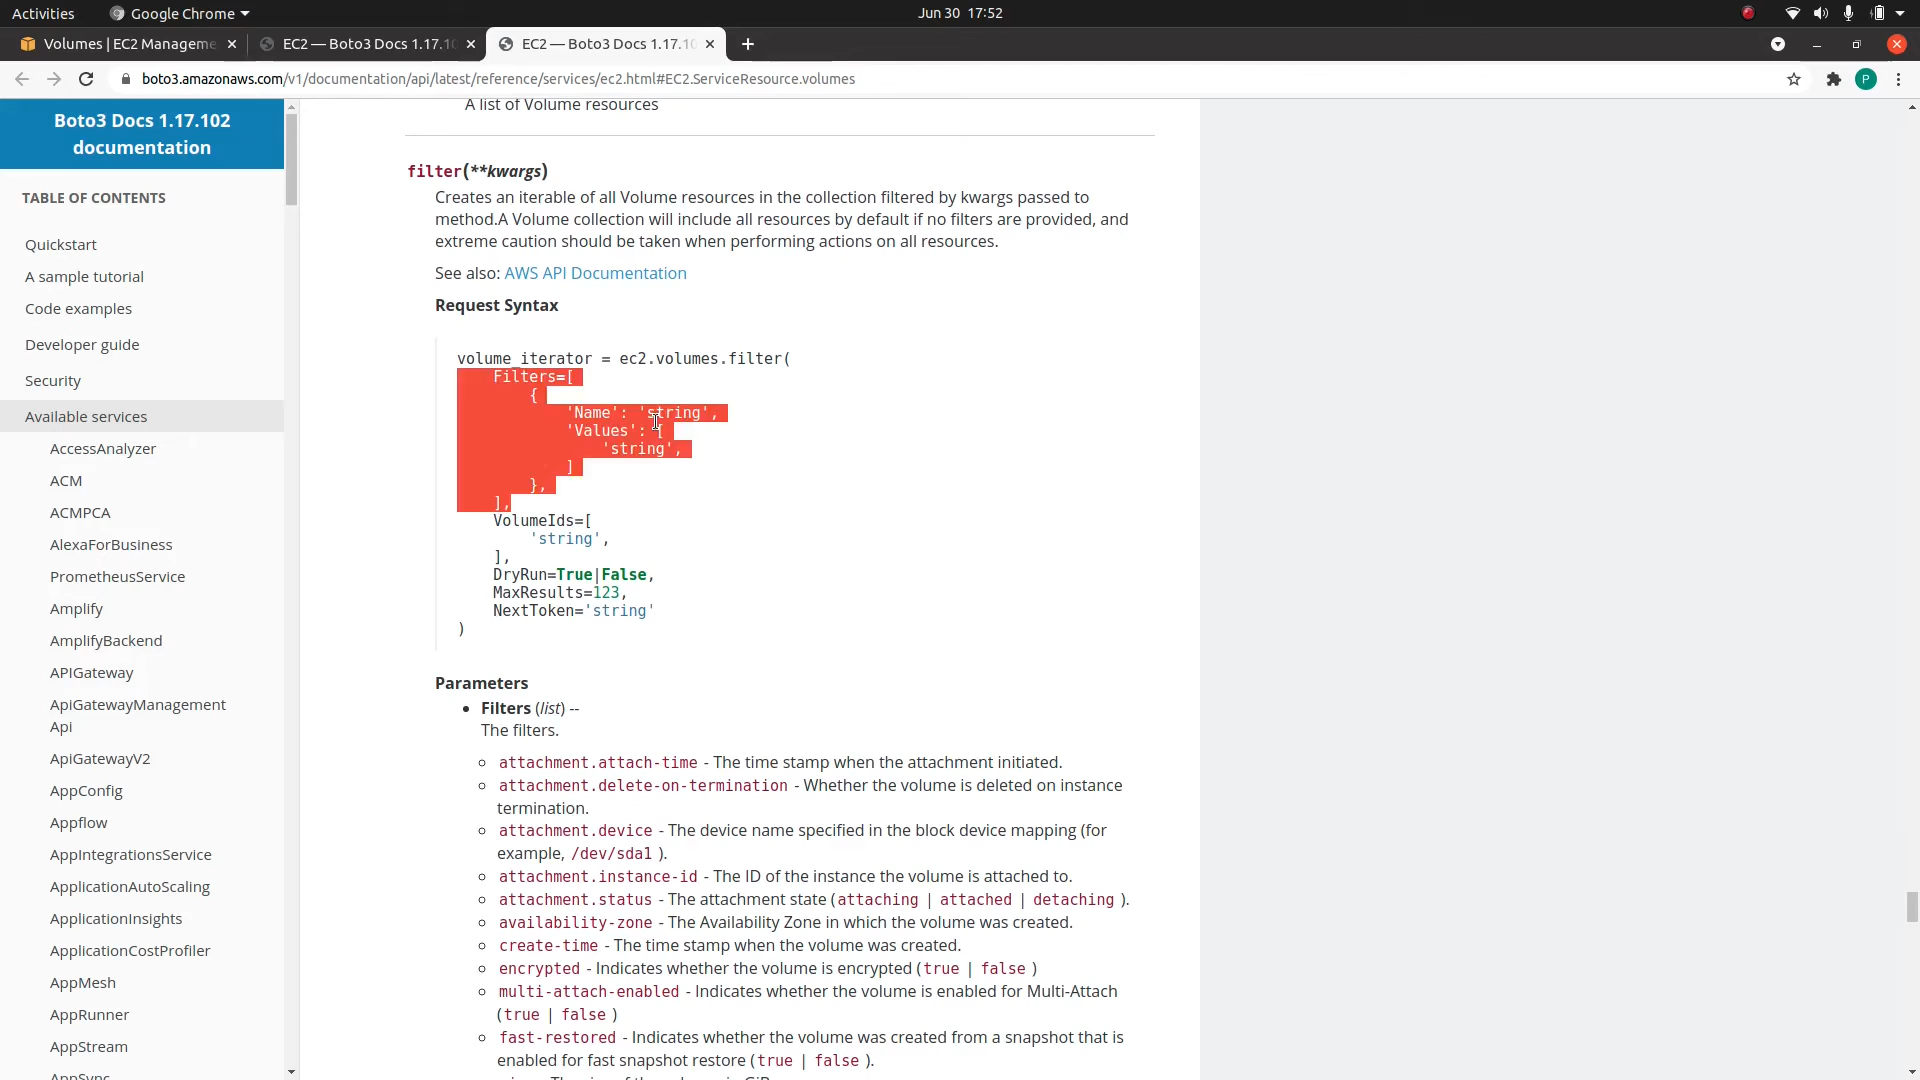 Activities
Google Chrome
Jun 30 17:52
Volumes | EC2 Manageme
EC2 — Boto3 Docs 1.17.10
EC2 — Boto3 Docs 1.17.10
boto3.amazonaws.com/v1/documentation/api/latest/reference/services/ec2.html#EC2.ServiceResource.volumes
P
Boto3 Docs 1.17.102
documentation
TABLE OF CONTENTS
Quickstart
A sample tutorial
Code examples
Developer guide
Security
Available services
AccessAnalyzer
ACM
ACMPCA
AlexaForBusiness
PrometheusService
Amplify
AmplifyBackend
APIGateway
ApiGatewayManagement
Api
ApiGatewayV2
AppConfig
Appflow
AppIntegrationsService
ApplicationAutoScaling
ApplicationInsights
ApplicationCostProfiler
AppMesh
AppRunner
AppStream
AppSync
A list of Volume resources
filter(**kwargs)
Creates an iterable of all Volume resources in the collection filtered by kwargs passed to
method.A Volume collection will include all resources by default if no filters are provided, and
extreme caution should be taken when performing actions on all resources.
See also: AWS API Documentation
Request Syntax
volume_iterator = ec2.volumes.filter(
Filters=[
{
'Name': 'string',
'Values': [
'string',
]
},
],
VolumeIds=[
'string',
],
DryRun=True|False,
MaxResults=123,
NextToken='string'
)
Parameters
• Filters (list) --
The filters.
◦ attachment.attach-time - The time stamp when the attachment initiated.
◦ attachment.delete-on-termination - Whether the volume is deleted on instance
termination.
◦ attachment.device - The device name specified in the block device mapping (for
example, /dev/sda1 ).
◦ attachment.instance-id - The ID of the instance the volume is attached to.
◦ attachment.status - The attachment state (attaching | attached | detaching ).
◦ availability-zone - The Availability Zone in which the volume was created.
◦ create-time - The time stamp when the volume was created.
◦ encrypted - Indicates whether the volume is encrypted (true | false )
◦ multi-attach-enabled - Indicates whether the volume is enabled for Multi-Attach
(true | false )
◦ fast-restored - Indicates whether the volume was created from a snapshot that is
enabled for fast snapshot restore (true | false ).